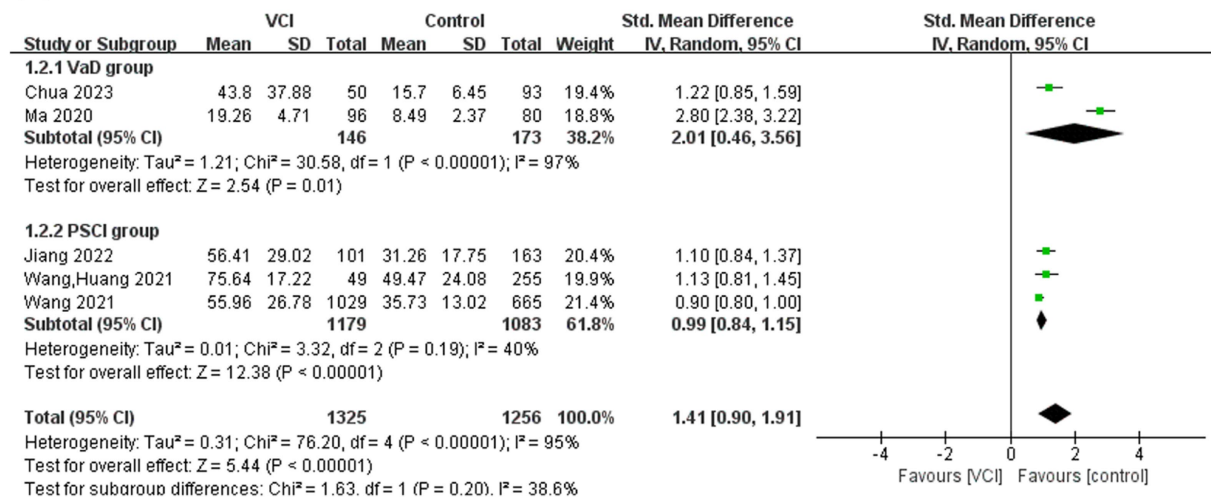 VCI Control Std. Mean Difference Std. Mean Difference
Study or Subgroup Mean SD Total Mean SD Total Weight IV, Random, 95% CI IV, Random, 95% CI
1.2.1 VaD group
Chua 2023 43.8 37.88 50 15.7 6.45 93 19.4% 1.22 [0.85, 1.59]
Ma 2020 19.26 4.71 96 8.49 2.37 80 18.8% 2.80 [2.38, 3.22]
Subtotal (95% CI) 146 173 38.2% 2.01 [0.46, 3.56]
Heterogeneity: Tau² = 1.21; Chi² = 30.58, df = 1 (P < 0.00001); I² = 97%
Test for overall effect: Z = 2.54 (P = 0.01)
1.2.2 PSCI group
Jiang 2022 56.41 29.02 101 31.26 17.75 163 20.4% 1.10 [0.84, 1.37]
Wang,Huang 2021 75.64 17.22 49 49.47 24.08 255 19.9% 1.13 [0.81, 1.45]
Wang 2021 55.96 26.78 1029 35.73 13.02 665 21.4% 0.90 [0.80, 1.00]
Subtotal (95% CI) 1179 1083 61.8% 0.99 [0.84, 1.15]
Heterogeneity: Tau² = 0.01; Chi² = 3.32, df = 2 (P = 0.19); I² = 40%
Test for overall effect: Z = 12.38 (P < 0.00001)
Total (95% CI) 1325 1256 100.0% 1.41 [0.90, 1.91]
Heterogeneity: Tau² = 0.31; Chi² = 76.20, df = 4 (P < 0.00001); I² = 95%
Test for overall effect: Z = 5.44 (P < 0.00001)
Test for subgroup differences: Chi² = 1.63, df = 1 (P = 0.20), I² = 38.6%
-4 -2 0 2 4
Favours [VCI] Favours [control]